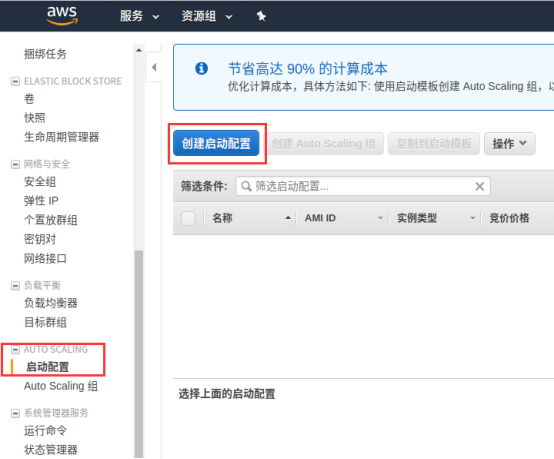 aws 服务 资源组
捆绑任务
ELASTIC BLOCK STORE
卷
快照
生命周期管理器
网络与安全
安全组
弹性 IP
个置放群组
密钥对
网络接口
负载平衡
负载均衡器
目标群组
AUTO SCALING
启动配置
Auto Scaling 组
系统管理器服务
运行命令
状态管理器
节省高达 90% 的计算成本
优化计算成本，具体方法如下: 使用启动模板创建 Auto Scaling 组，以
创建启动配置 创建 Auto Scaling 组 复制到启动模板 操作
筛选条件: 筛选启动配置...
名称 AMI ID 实例类型 竞价价格
选择上面的启动配置